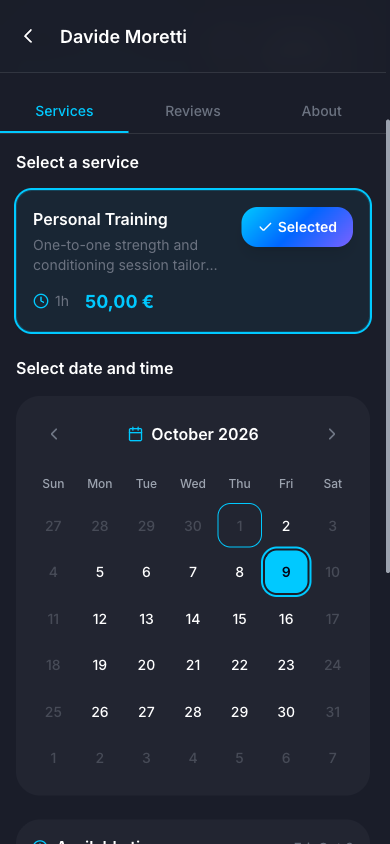 Davide Moretti
Services Reviews About
Select a service
Personal Training
Selected
One-to-one strength and
conditioning session tailor...
1h 50,00 €
Select date and time
October 2026
Sun Mon Tue Wed Thu Fri Sat
27 28 29 30 1 2 3
4 5 6 7 8 9 10
11 12 13 14 15 16 17
18 19 20 21 22 23 24
25 26 27 28 29 30 31
1 2 3 4 5 6 7